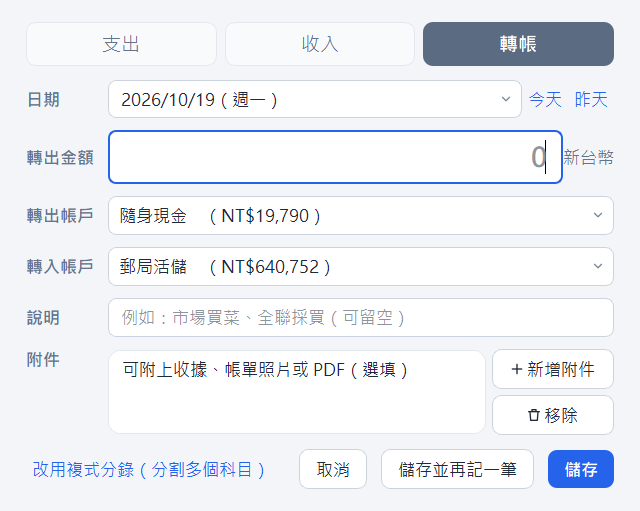 支出 收入 轉帳
日期 2026/10/19（週一） 今天 昨天
轉出金額 0 新台幣
轉出帳戶 隨身現金 （NT$19,790）
轉入帳戶 郵局活儲 （NT$640,752）
說明 例如：市場買菜、全聯採買（可留空）
附件 可附上收據、帳單照片或 PDF（選填） ＋新增附件
移除
改用複式分錄（分割多個科目） 取消 儲存並再記一筆 儲存